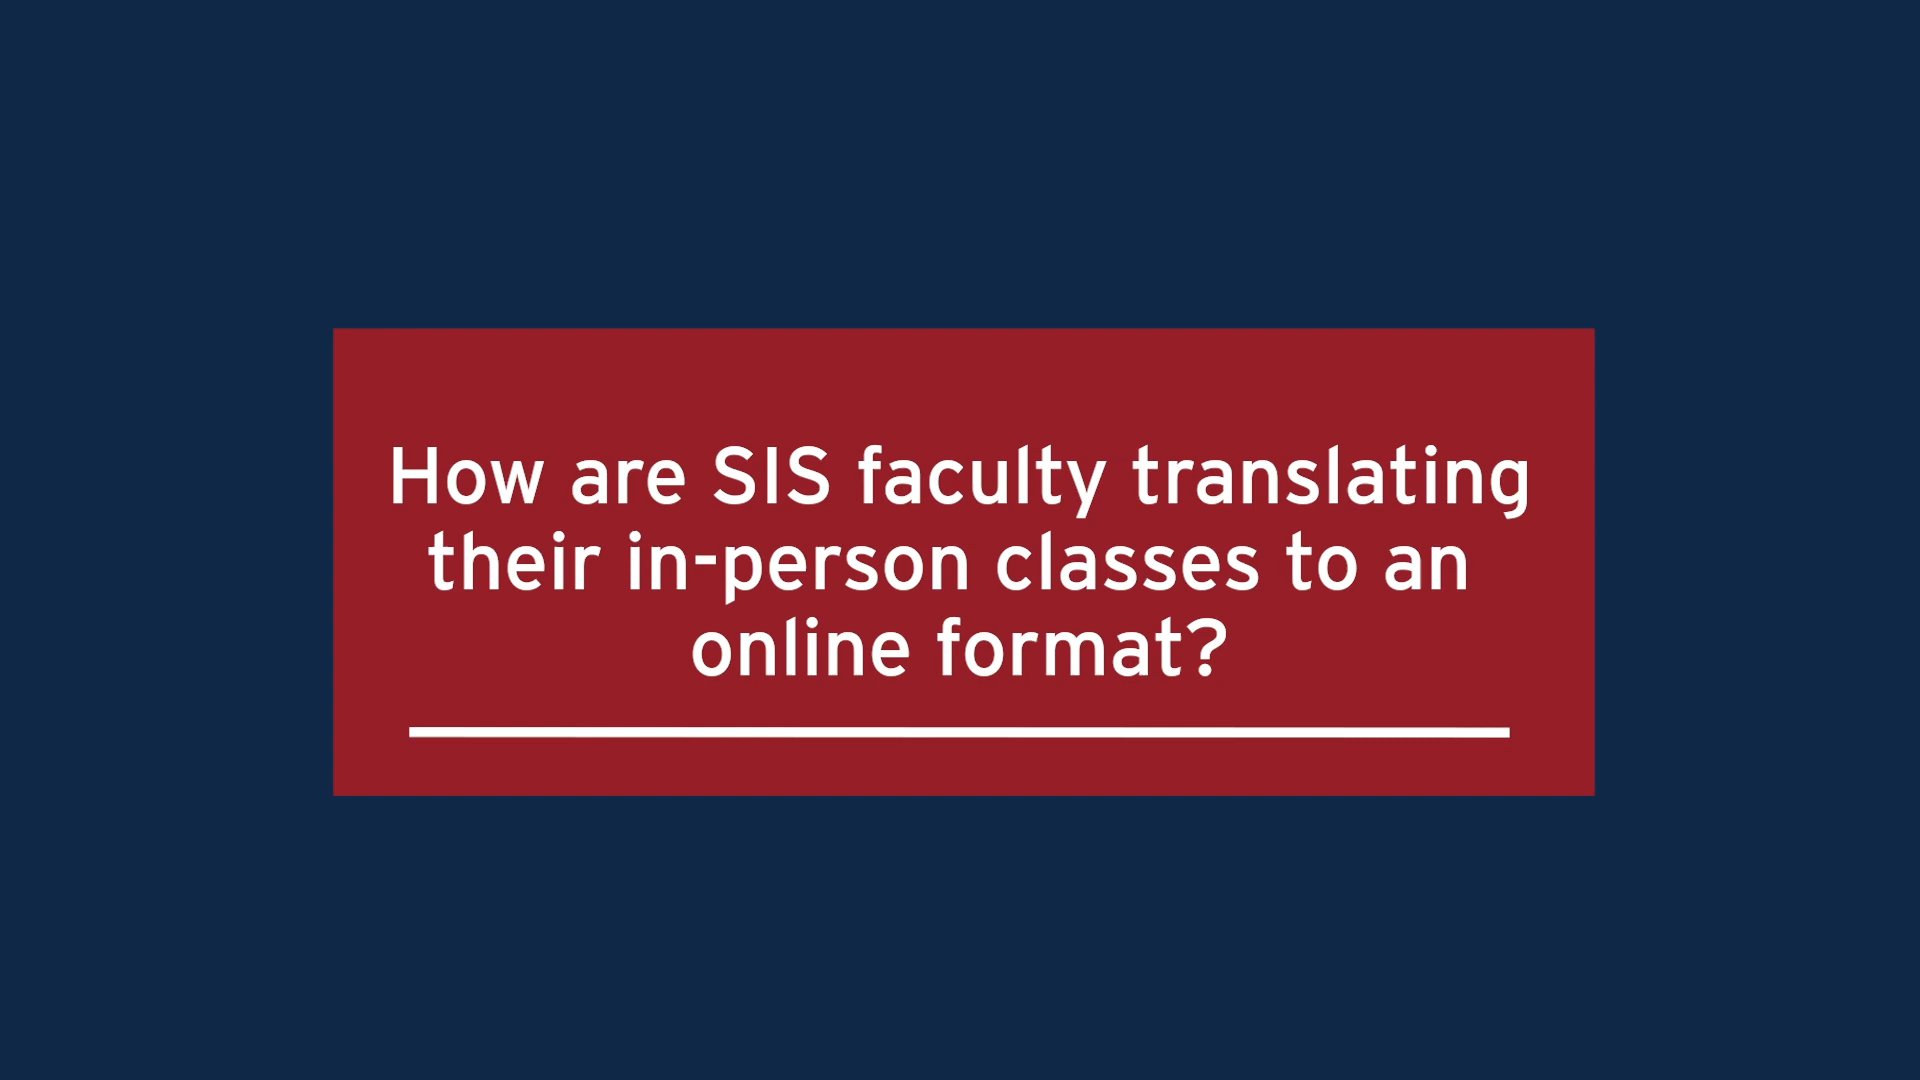 How are SIS faculty translating
their in-person classes to an
online format?